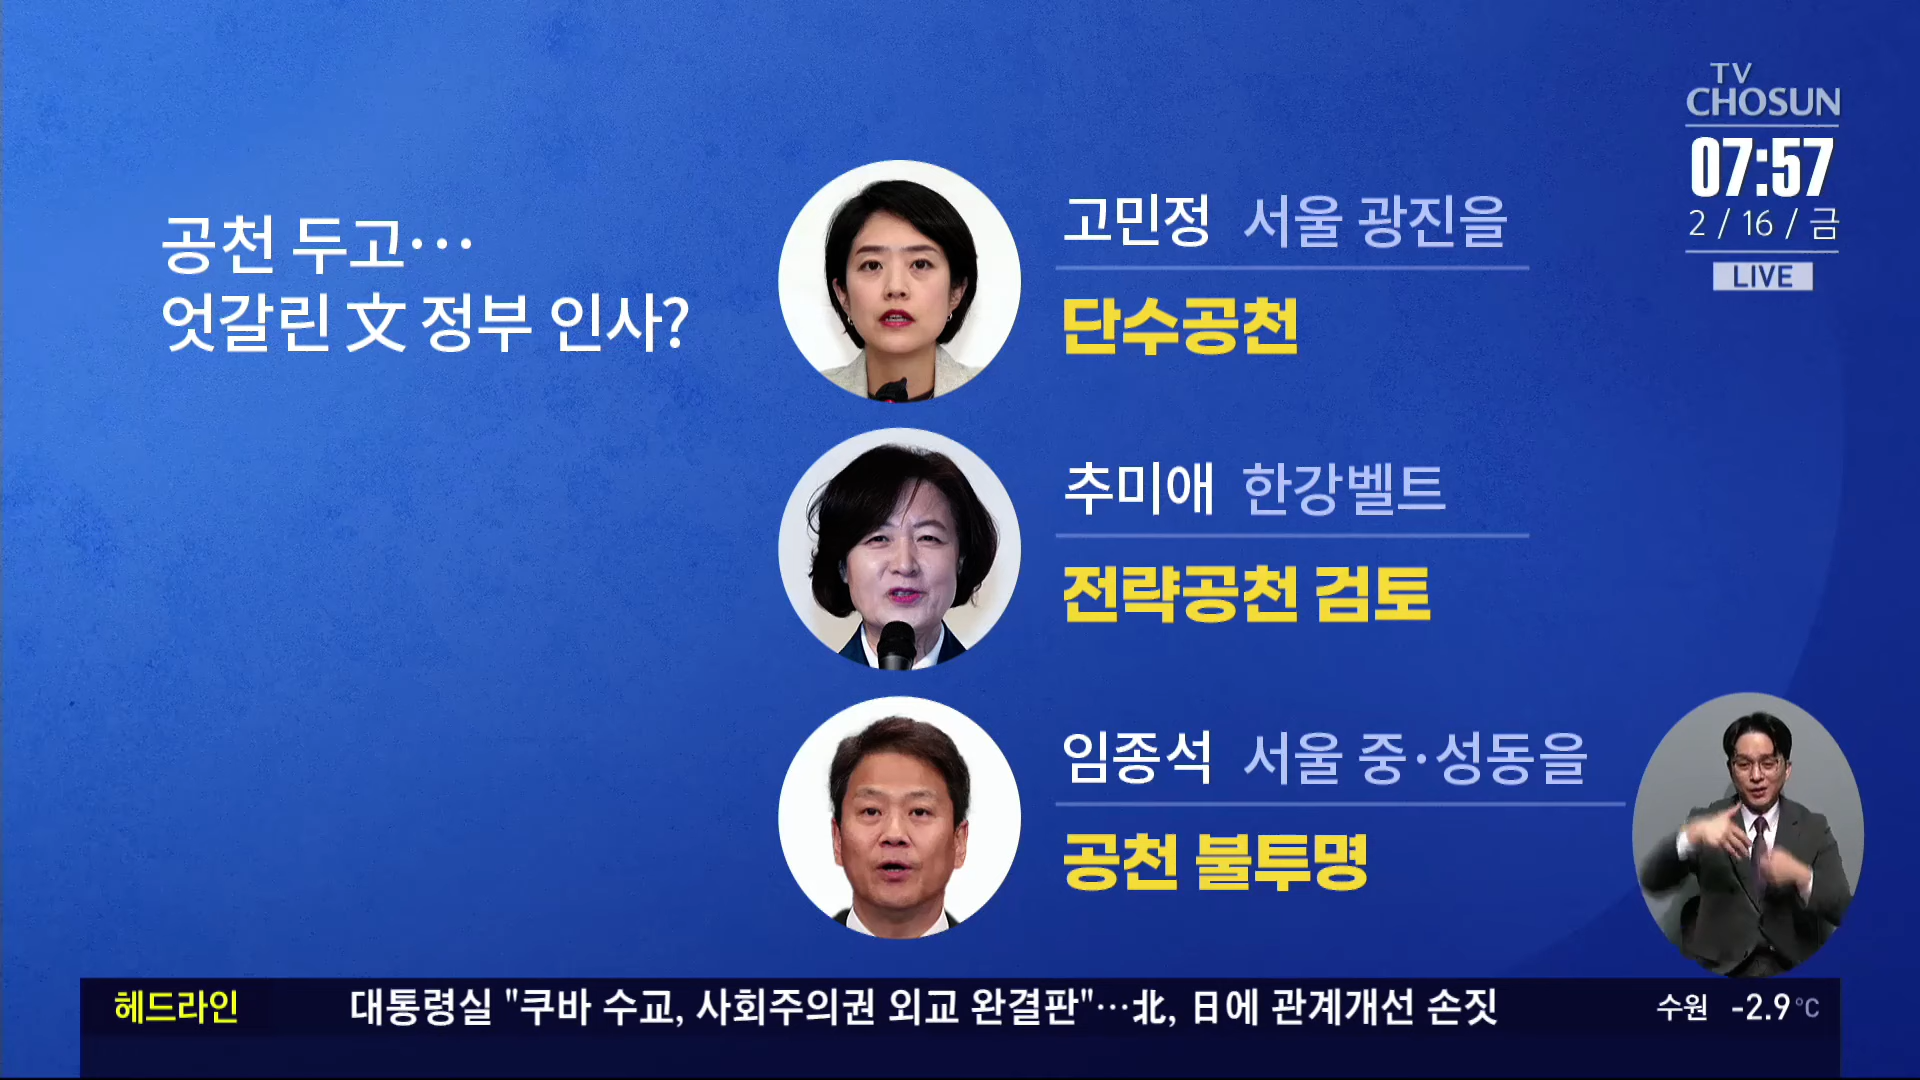 공천 두고…
엇갈린 文 정부 인사?
고민정 서울 광진을
단수공천
추미애 한강벨트
전략공천 검토
임종석 서울 중·성동을
공천 불투명
TV
CHOSUN
07:57
2 / 16 / 금
LIVE
헤드라인 대통령실 "쿠바 수교, 사회주의권 외교 완결판"…北, 日에 관계개선 손짓 수원 -2.9℃